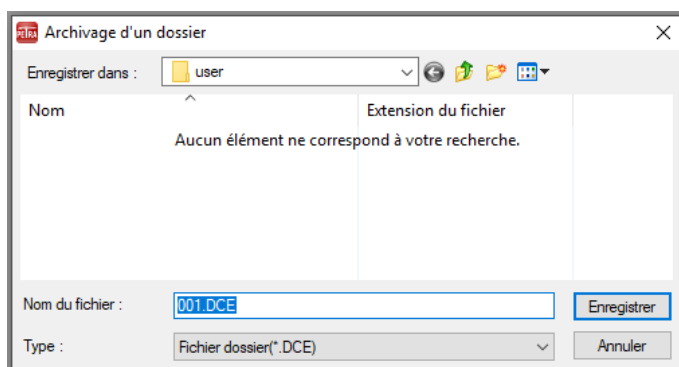 PETRA Archivage d'un dossier
Enregistrer dans : user
Nom Extension du fichier
Aucun élément ne correspond à votre recherche.
Nom du fichier : 001.DCE Enregistrer
Type : Fichier dossier(*.DCE) Annuler